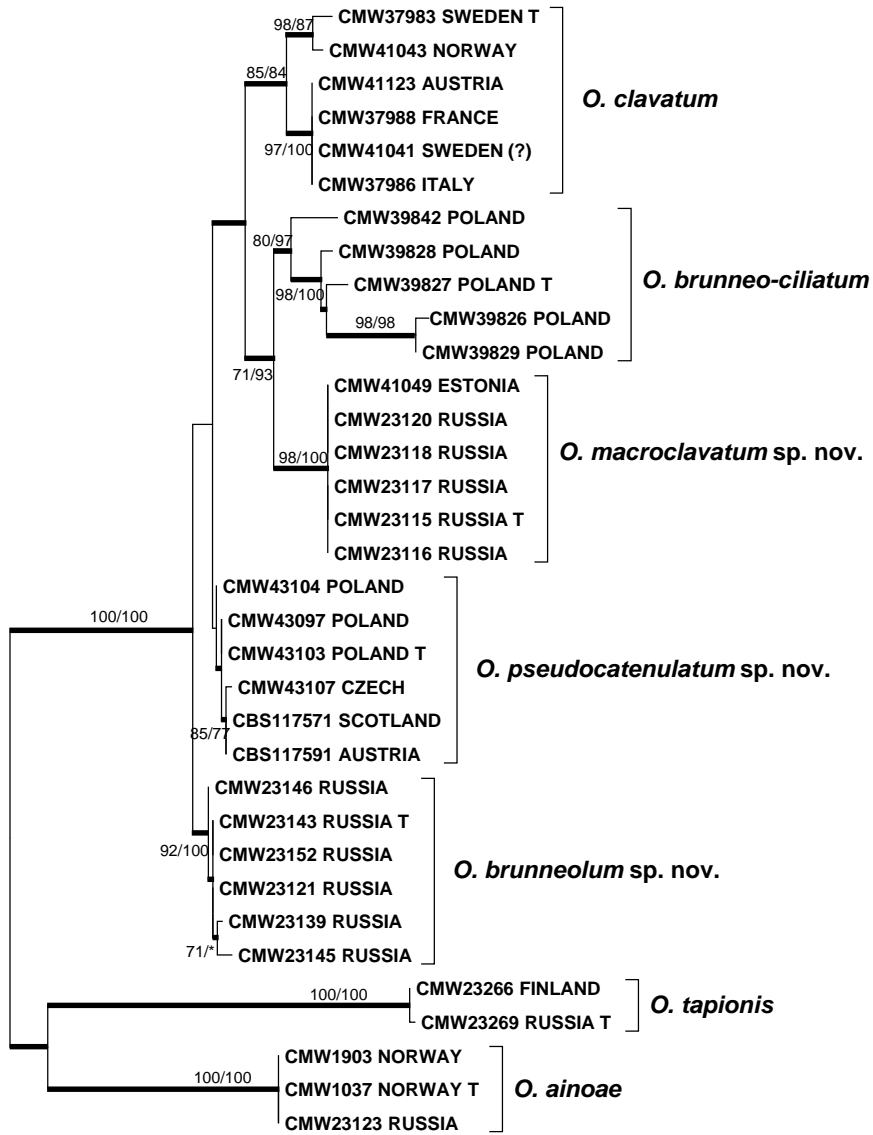 98/87
CMW37983 SWEDEN T
CMW41043 NORWAY
85/84
CMW41123 AUSTRIA
O. clavatum
CMW37988 FRANCE
97/100
CMW41041 SWEDEN (?)
CMW37986 ITALY
CMW39842 POLAND
80/97
CMW39828 POLAND
98/100
CMW39827 POLAND T
O. brunneo-ciliatum
98/98
CMW39826 POLAND
CMW39829 POLAND
71/93
CMW41049 ESTONIA
CMW23120 RUSSIA
98/100
CMW23118 RUSSIA
O. macroclavatum sp. nov.
CMW23117 RUSSIA
CMW23115 RUSSIA T
CMW23116 RUSSIA
CMW43104 POLAND
100/100
CMW43097 POLAND
CMW43103 POLAND T
O. pseudocatenulatum sp. nov.
CMW43107 CZECH
CBS117571 SCOTLAND
85/77
CBS117591 AUSTRIA
CMW23146 RUSSIA
CMW23143 RUSSIA T
92/100
CMW23152 RUSSIA
O. brunneolum sp. nov.
CMW23121 RUSSIA
CMW23139 RUSSIA
71/*
CMW23145 RUSSIA
100/100
CMW23266 FINLAND
O. tapionis
CMW23269 RUSSIA T
CMW1903 NORWAY
100/100
CMW1037 NORWAY T
O. ainoae
CMW23123 RUSSIA